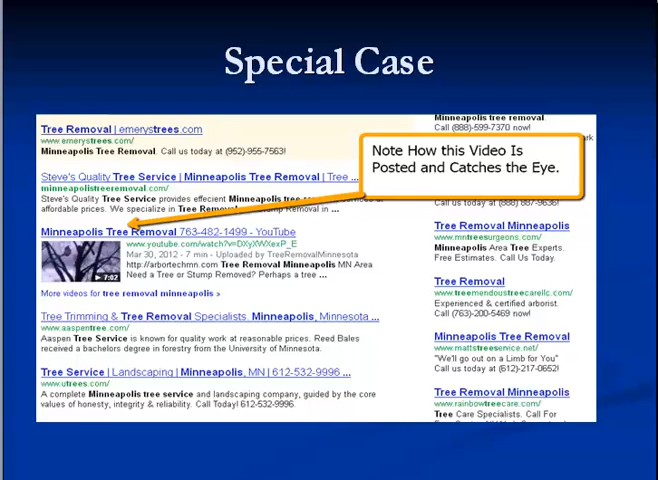 Special Case
Tree Removal | emerystrees.com
www.emerystrees.com/
Minneapolis Tree Removal. Call us today at (952)-955-7563!
Steve's Quality Tree Service | Minneapolis Tree Removal | Tree ...
minneapolistreeremoval.com/
Steve's Quality Tree Service provides effecient Minneapolis tree
affordable prices. We specialize in Tree Removal in ...
Minneapolis Tree Removal 763-482-1499 - YouTube
www.youtube.com/watch?v=DXyXWXexP_E
Mar 30, 2012 - 7 min - Uploaded by TreeRemovalMinnesota
http://arbortechmn.com Tree Removal Minneapolis MN Area
Need a Tree or Stump Removed? Perhaps a tree ...
7:02
More videos for tree removal minneapolis »
Tree Trimming & Tree Removal Specialists. Minneapolis, Minnesota ...
www.aaspentree.com/
Aaspen Tree Service is known for quality work at reasonable prices. Reed Bales
received a bachelors degree in forestry from the University of Minnesota.
Tree Service | Landscaping | Minneapolis, MN | 612-532-9996 ...
www.utrees.com/
A complete Minneapolis tree service and landscaping company, guided by the core
values of honesty, integrity & reliability. Call Today! 612-532-9996.
Note How this Video Is
Posted and Catches the Eye.
Minneapolis tree removal
Call (888)-599-7370 now!
Call us today at (888) 887-9636!
Minneapolis Tree Removal
www.mntreesurgeons.com/
Minneapolis Area Tree Experts.
Free Estimates. Call Us Today.
Tree Removal
www.tremendoustreecarellc.com/
Experienced & certified arborist.
Call (763)-200-5469 now!
Minneapolis Tree Removal
www.mattstreeservice.net/
"We'll go out on a Limb for You"
Call us today at (612)-217-0652!
Minneapolis Tree Removal
www.rainbowtreecare.com/
Tree Care Specialists. Call For